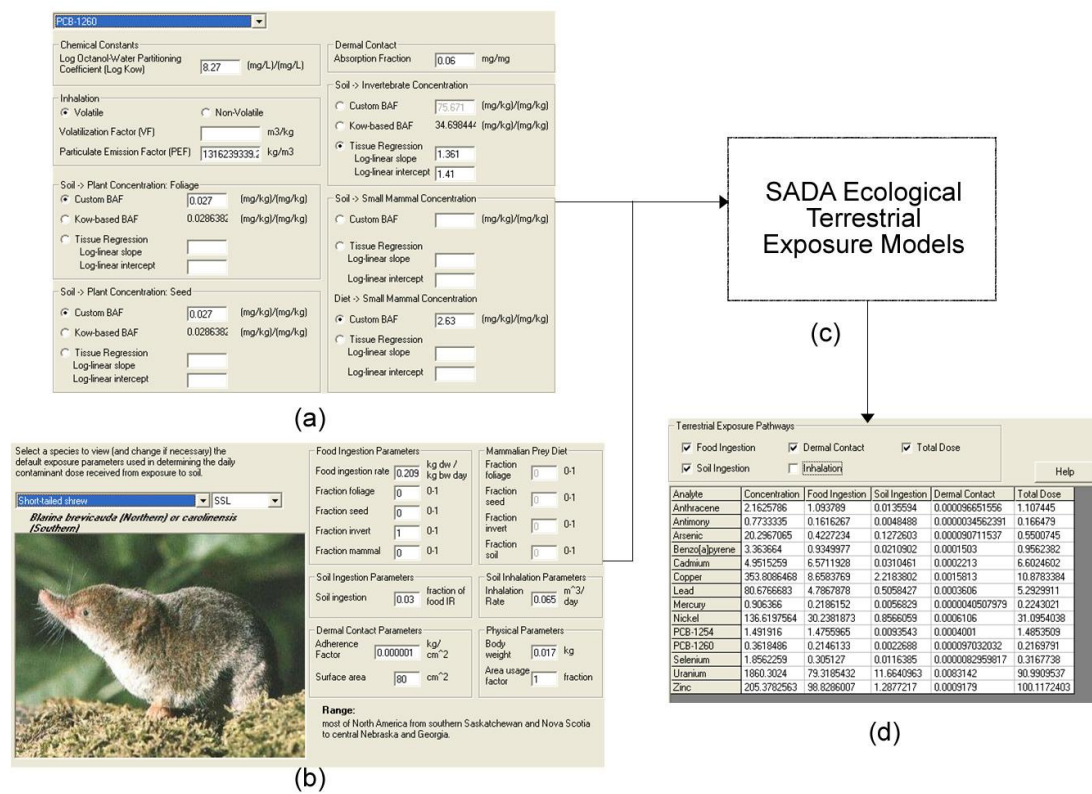 PCB-1260
Chemical Constants
Log Octanol-Water Partitioning
Coefficient (Log Kow) 8.27 (mg/L)/(mg/L)
Inhalation
Volatile Non-Volatile
Volatilization Factor (VF) m3/kg
Particulate Emission Factor (PEF) 1316239339.2 kg/m3
Soil -> Plant Concentration: Foliage
Custom BAF 0.027 (mg/kg)/(mg/kg)
Kow-based BAF 0.0286382 (mg/kg)/(mg/kg)
Tissue Regression
Log-linear slope
Log-linear intercept
Soil -> Plant Concentration: Seed
Custom BAF 0.027 (mg/kg)/(mg/kg)
Kow-based BAF 0.0286382 (mg/kg)/(mg/kg)
Tissue Regression
Log-linear slope
Log-linear intercept
Dermal Contact
Absorption Fraction 0.06 mg/mg
Soil -> Invertebrate Concentration
Custom BAF 75.671 (mg/kg)/(mg/kg)
Kow-based BAF 34.698444 (mg/kg)/(mg/kg)
Tissue Regression
Log-linear slope 1.361
Log-linear intercept 1.41
Soil -> Small Mammal Concentration
Custom BAF (mg/kg)/(mg/kg)
Tissue Regression
Log-linear slope
Log-linear intercept
Diet -> Small Mammal Concentration
Custom BAF 2.63 (mg/kg)/(mg/kg)
Tissue Regression
Log-linear slope
Log-linear intercept
(a)
SADA Ecological
Terrestrial
Exposure Models
(c)
Select a species to view (and change if necessary) the
default exposure parameters used in determining the daily
contaminant dose received from exposure to soil.
Short-tailed shrew SSL
Blarina brevicauda (Northern) or carolinensis
(Southern)
Food Ingestion Parameters
Food ingestion rate 0.209 kg dw /
kg bw day
Fraction foliage 0 0-1
Fraction seed 0 0-1
Fraction invert 1 0-1
Fraction mammal 0 0-1
Mammalian Prey Diet
Fraction
foliage 0 0-1
Fraction
seed 0 0-1
Fraction
invert 0 0-1
Fraction
soil 0 0-1
Soil Ingestion Parameters
Soil ingestion 0.03 fraction of
food IR
Soil Inhalation Parameters
Inhalation
Rate 0.065 m^3/
day
Dermal Contact Parameters
Adherence
Factor 0.000001 kg/
cm^2
Surface area 80 cm^2
Physical Parameters
Body
weight 0.017 kg
Area usage
factor 1 fraction
Range:
most of North America from southern Saskatchewan and Nova Scotia
to central Nebraska and Georgia.
(b)
Terrestrial Exposure Pathways
Food Ingestion Dermal Contact Total Dose
Soil Ingestion Inhalation
Help
Analyte Concentration Food Ingestion Soil Ingestion Dermal Contact Total Dose
Anthracene 2.1625786 1.093789 0.0135594 0.000096651556 1.107445
Antimony 0.7733335 0.1616267 0.0048488 0.0000034562391 0.166479
Arsenic 20.2967065 0.4227234 0.1272603 0.000090711537 0.5500745
Benzo[a]pyrene 3.363664 0.9349977 0.0210902 0.0001503 0.9562382
Cadmium 4.9515259 6.5711928 0.0310461 0.0002213 6.6024602
Copper 353.8086468 8.6583769 2.2183802 0.0015813 10.8783384
Lead 80.6766683 4.7867878 0.5058427 0.0003606 5.2929911
Mercury 0.906366 0.2186152 0.0056829 0.0000040507979 0.2243021
Nickel 136.6197564 30.2381873 0.8566059 0.0006106 31.0954038
PCB-1254 1.491916 1.4755965 0.0093543 0.0004001 1.4853509
PCB-1260 0.3618486 0.2146133 0.0022688 0.000097032032 0.2169791
Selenium 1.8562259 0.305127 0.0116385 0.0000082959817 0.3167738
Uranium 1860.3024 79.3185432 11.6640963 0.0083142 90.9909537
Zinc 205.3782563 98.8286007 1.2877217 0.0009179 100.1172403
(d)